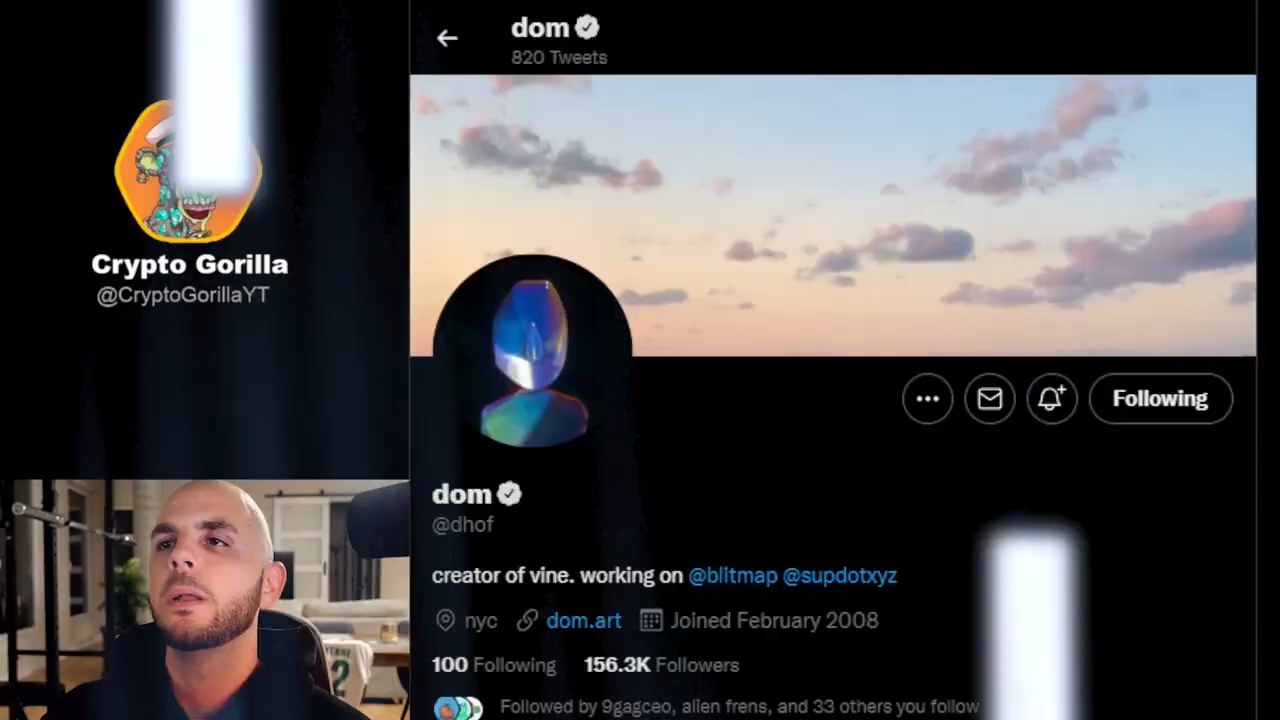 dom
820 Tweets
Crypto Gorilla
@CryptoGorillaYT
Following
dom
@dhof
creator of vine. working on @blitmap @supdotxyz
nyc dom.art Joined February 2008
100 Following 156.3K Followers
Followed by 9gagceo, alien frens, and 33 others you follow
2